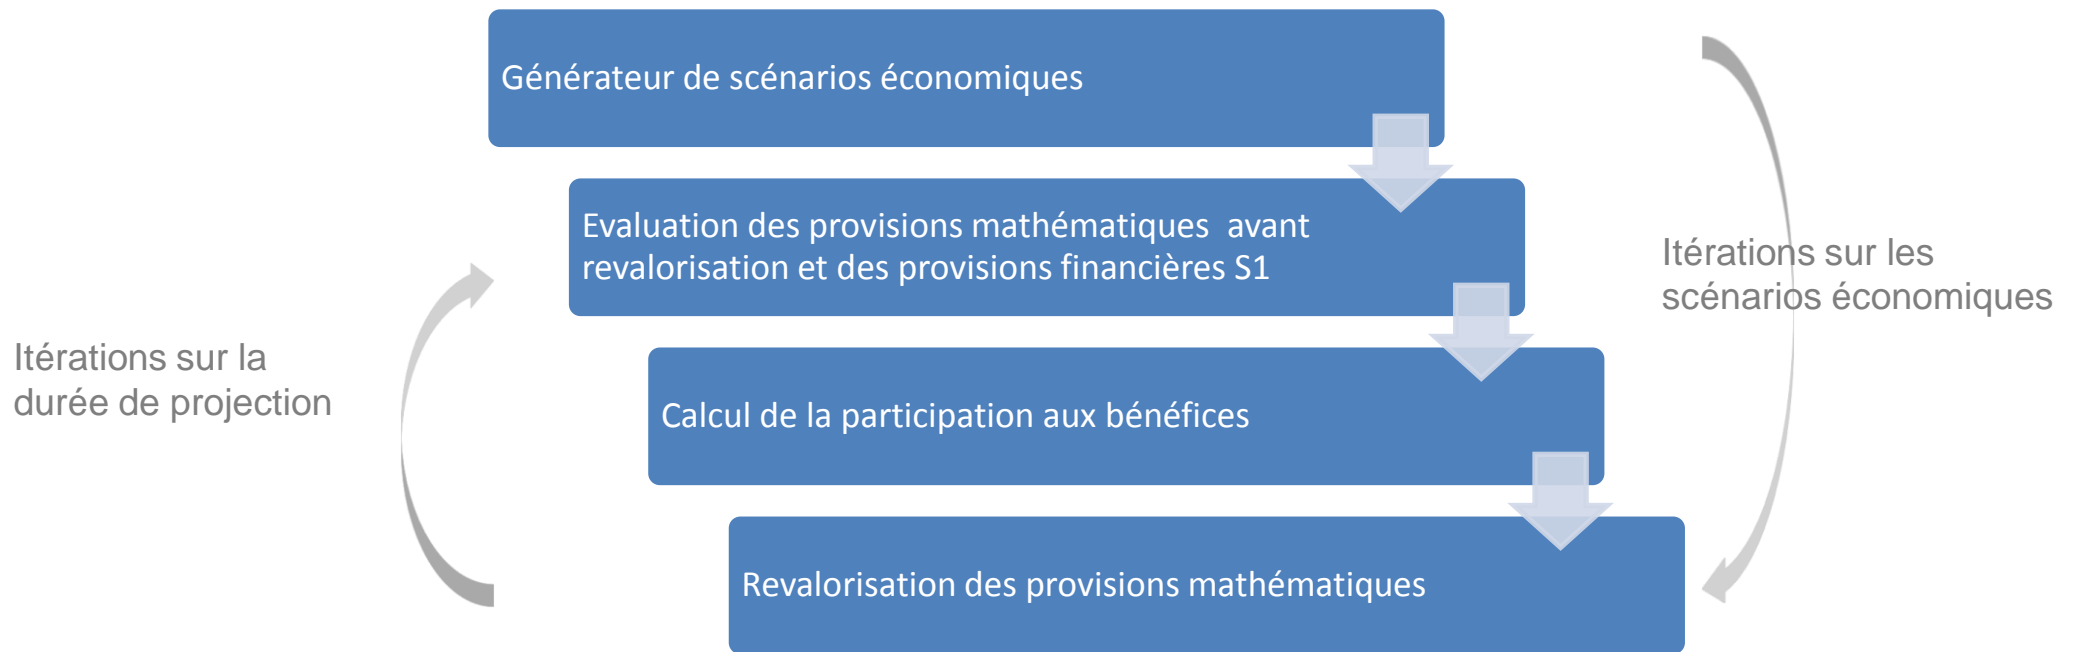 Générateur de scénarios économiques
Evaluation des provisions mathématiques  avant
revalorisation et des provisions financières S1
Itérations sur les
scénarios économiques
Itérations sur la
durée de projection
Calcul de la participation aux bénéfices
Revalorisation des provisions mathématiques